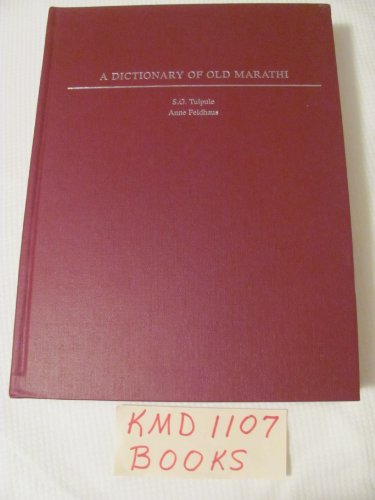 A DICTIONARY OF OLD MARATHI
S.G. Tulpule
Anne Feldhaus
KMD 1107
BOOKS